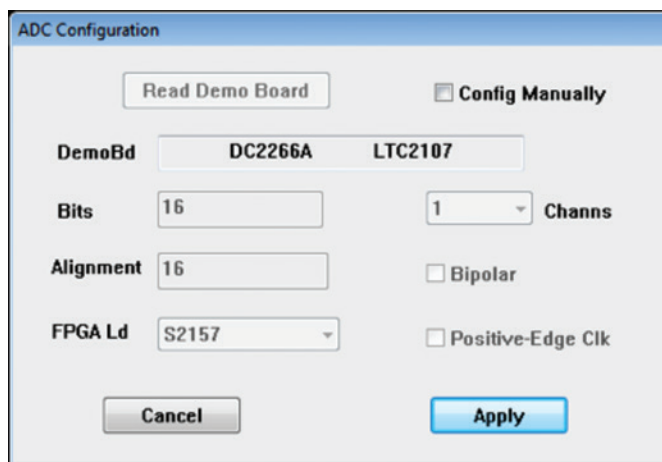 ADC Configuration
Read Demo Board Config Manually
DemoBd DC2266A LTC2107
Bits 16 1 Channs
Alignment 16 Bipolar
FPGA Ld S2157 Positive-Edge Clk
Cancel Apply